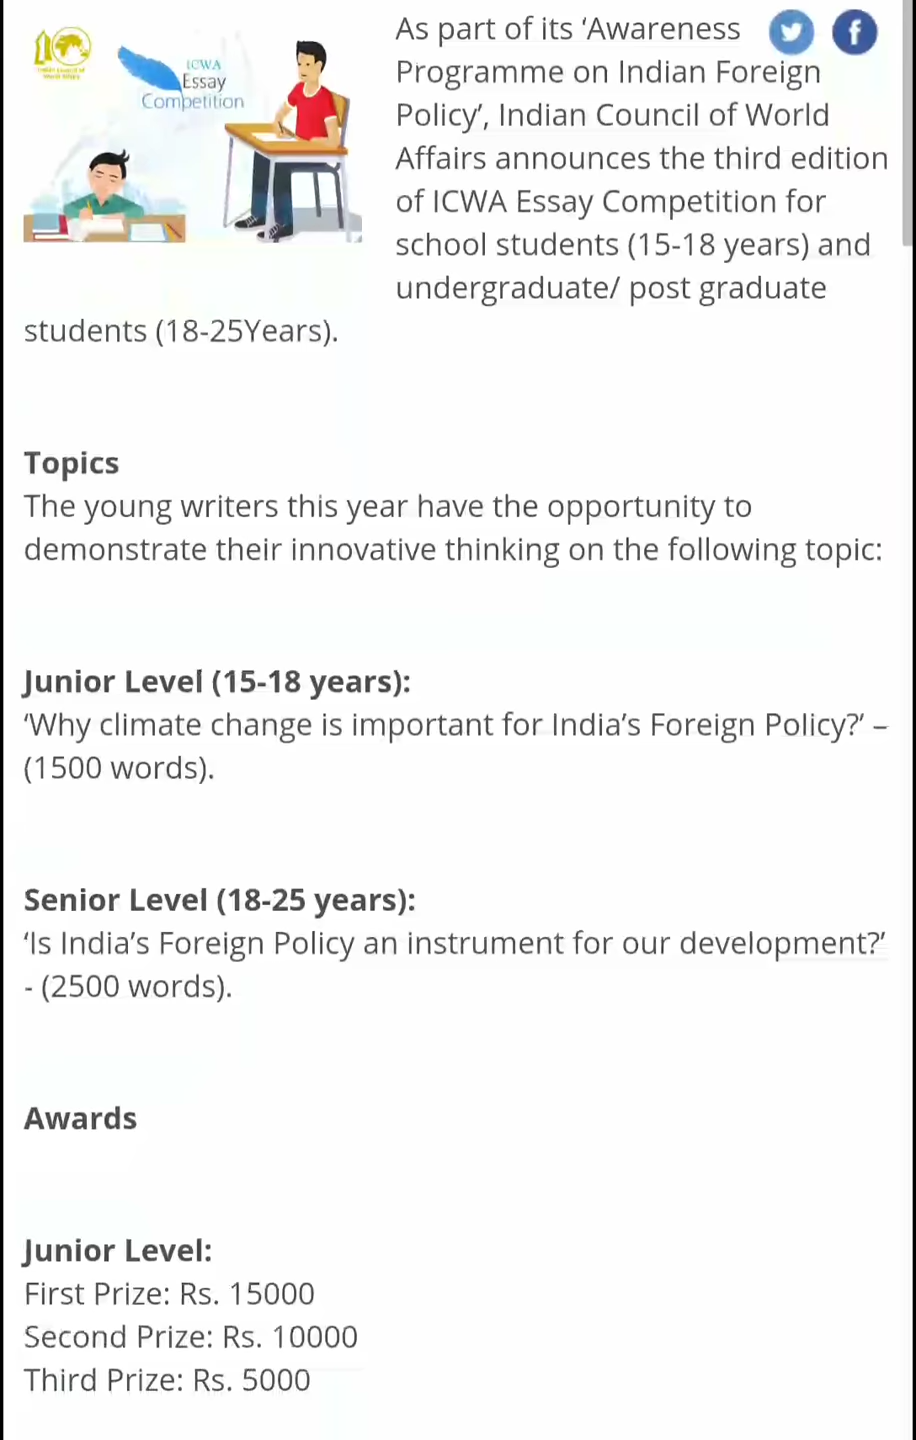 ICWA
Essay
Competition
As part of its ‘Awareness
Programme on Indian Foreign
Policy’, Indian Council of World
Affairs announces the third edition
of ICWA Essay Competition for
school students (15-18 years) and
undergraduate/ post graduate
students (18-25Years).
Topics
The young writers this year have the opportunity to
demonstrate their innovative thinking on the following topic:
Junior Level (15-18 years):
‘Why climate change is important for India’s Foreign Policy?’ –
(1500 words).
Senior Level (18-25 years):
‘Is India’s Foreign Policy an instrument for our development?’
- (2500 words).
Awards
Junior Level:
First Prize: Rs. 15000
Second Prize: Rs. 10000
Third Prize: Rs. 5000